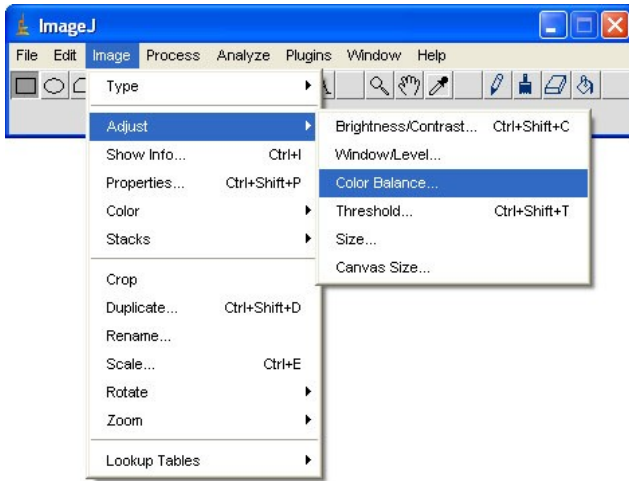 ImageJ
File Edit Image Process Analyze Plugins Window Help
Type
Adjust
Show Info... Ctrl+I
Properties... Ctrl+Shift+P
Color
Stacks
Crop
Duplicate... Ctrl+Shift+D
Rename...
Scale... Ctrl+E
Rotate
Zoom
Lookup Tables
Brightness/Contrast... Ctrl+Shift+C
Window/Level...
Color Balance...
Threshold... Ctrl+Shift+T
Size...
Canvas Size...